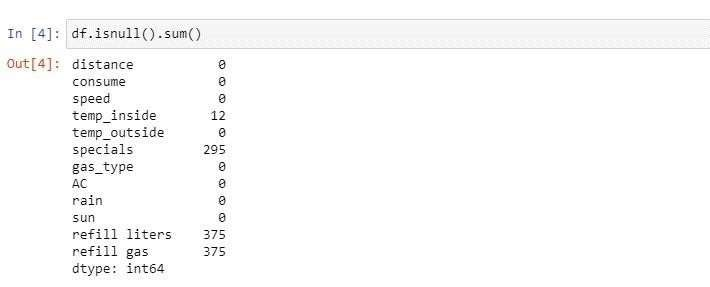 In [4]: df.isnull().sum()
Out[4]: distance 0
consume 0
speed 0
temp_inside 12
temp_outside 0
specials 295
gas_type 0
AC 0
rain 0
sun 0
refill liters 375
refill gas 375
dtype: int64